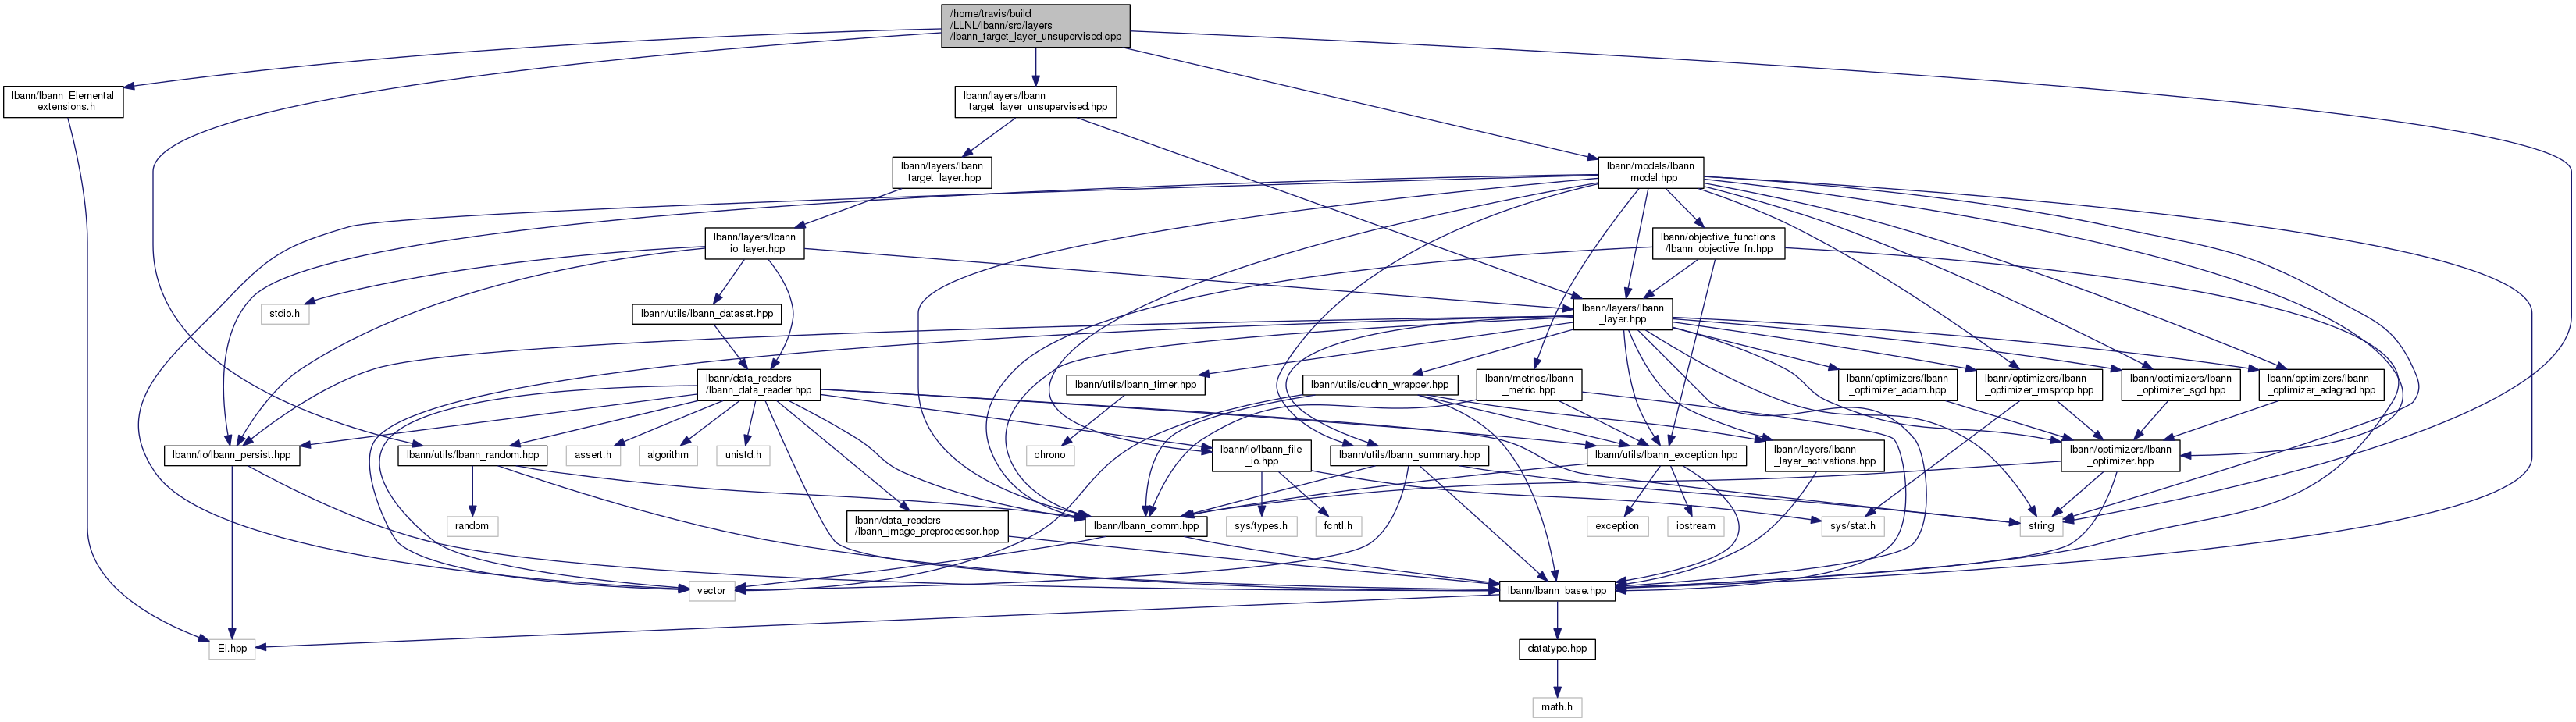 /home/travis/build
/LLNL/lbann/src/layers
/lbann_target_layer_unsupervised.cpp
lbann/lbann_Elemental
_extensions.h
lbann/layers/lbann
_target_layer_unsupervised.hpp
lbann/layers/lbann
_target_layer.hpp
lbann/models/lbann
_model.hpp
lbann/layers/lbann
_io_layer.hpp
lbann/objective_functions
/lbann_objective_fn.hpp
stdio.h
lbann/utils/lbann_dataset.hpp
lbann/layers/lbann
_layer.hpp
lbann/data_readers
/lbann_data_reader.hpp
lbann/utils/lbann_timer.hpp
lbann/utils/cudnn_wrapper.hpp
lbann/metrics/lbann
_metric.hpp
lbann/optimizers/lbann
_optimizer_adam.hpp
lbann/optimizers/lbann
_optimizer_rmsprop.hpp
lbann/optimizers/lbann
_optimizer_sgd.hpp
lbann/optimizers/lbann
_optimizer_adagrad.hpp
lbann/io/lbann_persist.hpp
lbann/utils/lbann_random.hpp
assert.h
algorithm
unistd.h
chrono
lbann/io/lbann_file
_io.hpp
lbann/utils/lbann_summary.hpp
lbann/utils/lbann_exception.hpp
lbann/layers/lbann
_layer_activations.hpp
lbann/optimizers/lbann
_optimizer.hpp
random
lbann/data_readers
/lbann_image_preprocessor.hpp
lbann/lbann_comm.hpp
sys/types.h
fcntl.h
exception
iostream
sys/stat.h
string
vector
lbann/lbann_base.hpp
El.hpp
datatype.hpp
math.h